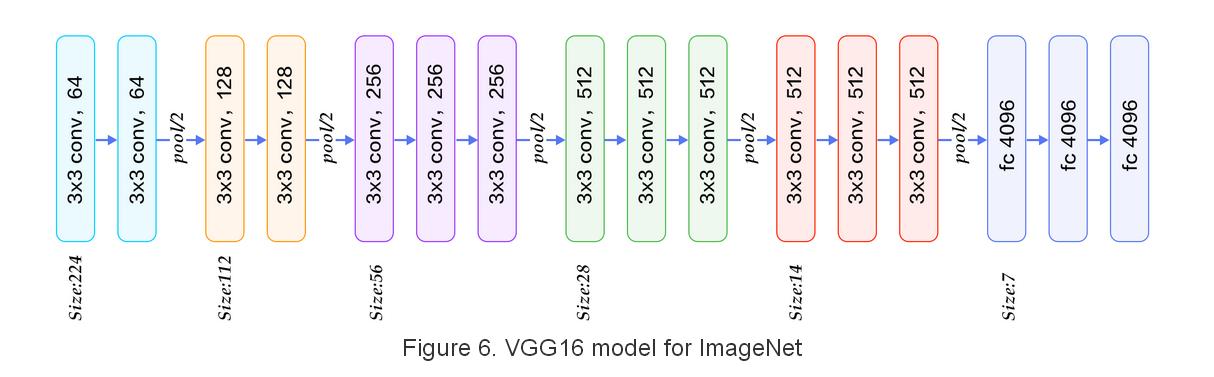 3x3 conv, 64
3x3 conv, 64
pool/2
3x3 conv, 128
3x3 conv, 128
pool/2
3x3 conv, 256
3x3 conv, 256
3x3 conv, 256
pool/2
3x3 conv, 512
3x3 conv, 512
3x3 conv, 512
pool/2
3x3 conv, 512
3x3 conv, 512
3x3 conv, 512
pool/2
fc 4096
fc 4096
fc 4096
Size:224
Size:112
Size:56
Size:28
Size:14
Size:7
Figure 6. VGG16 model for ImageNet